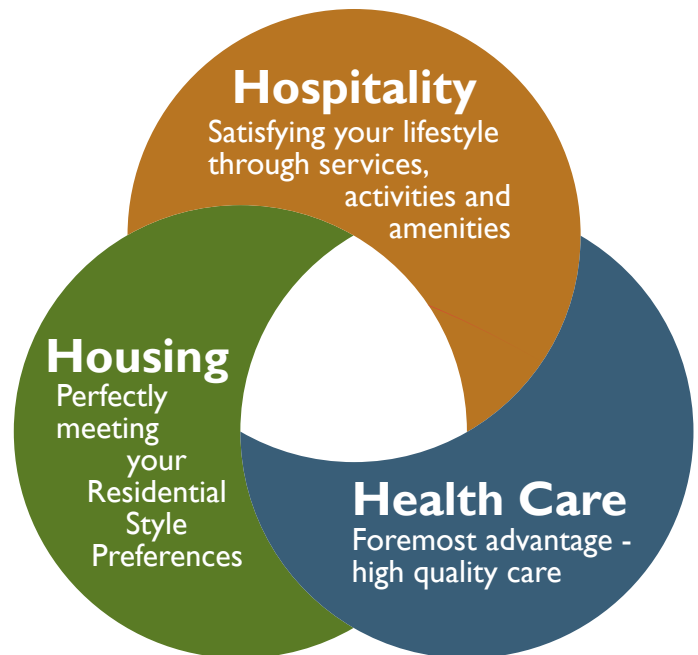 Hospitality
Satisfying your lifestyle
through services,
activities and
amenities
Housing
Perfectly
meeting
your
Residential
Style
Preferences
Health Care
Foremost advantage -
high quality care